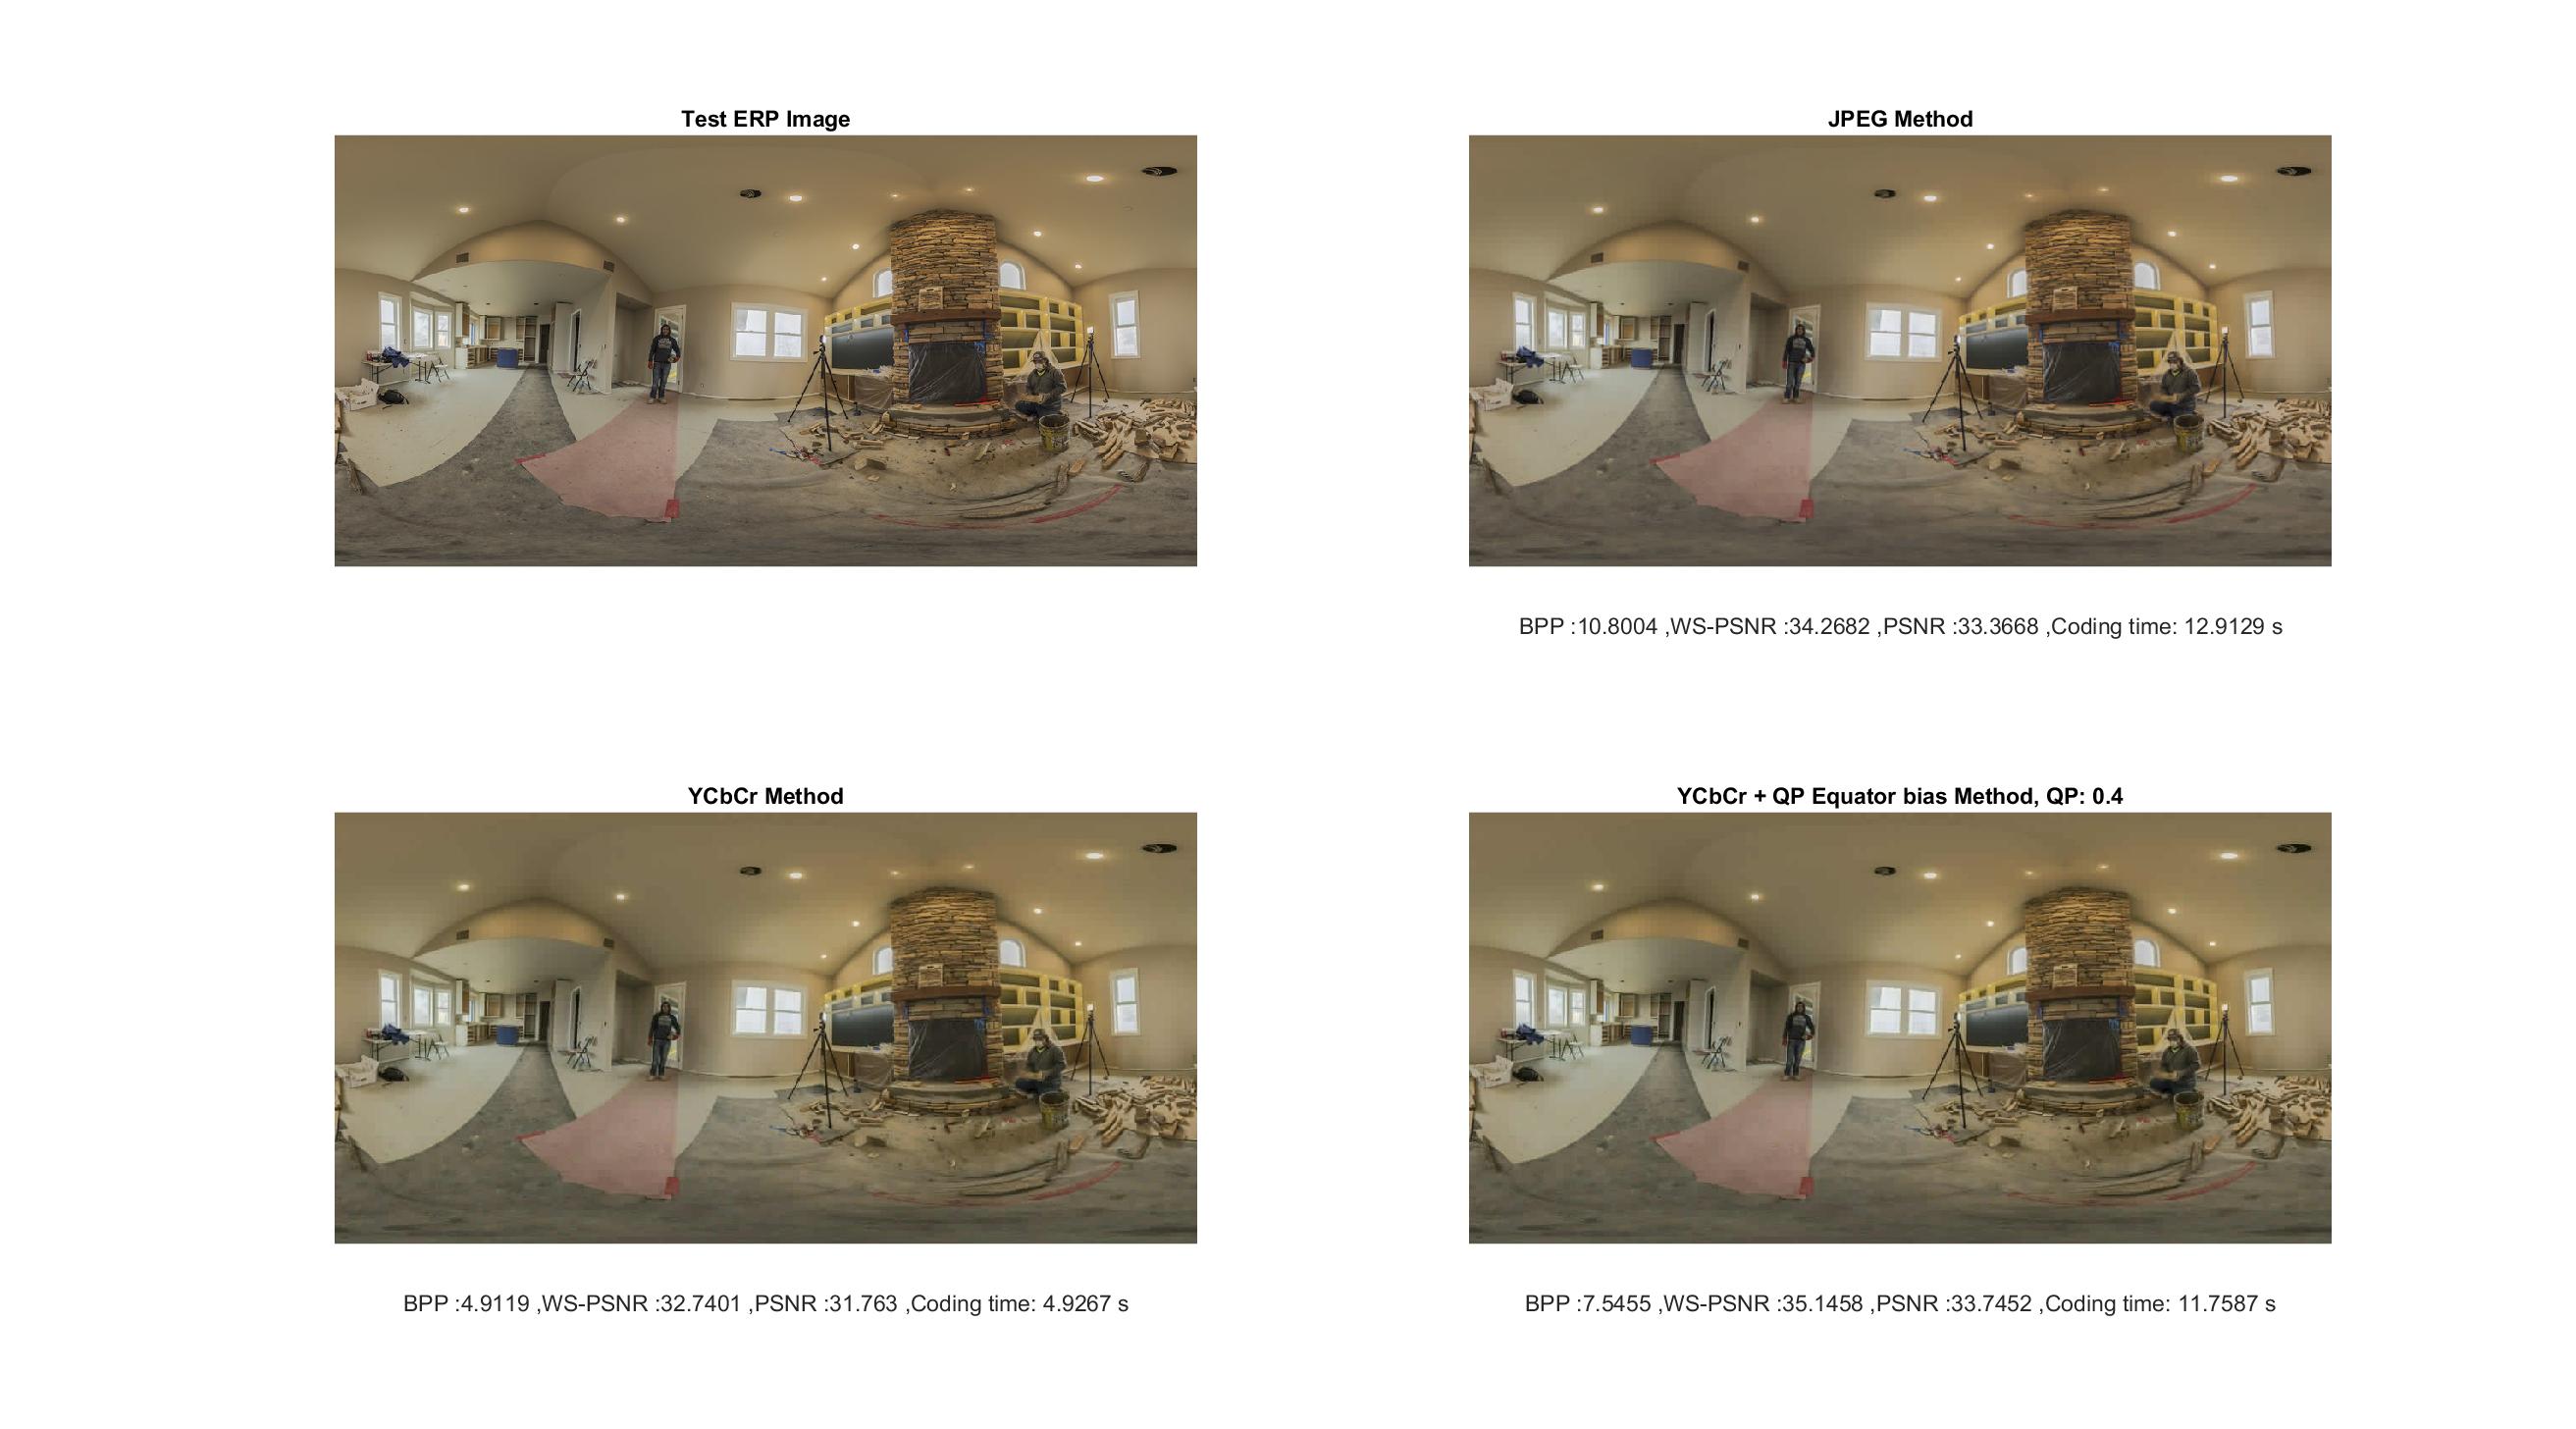 Test ERP Image
JPEG Method
BPP :10.8004 ,WS-PSNR :34.2682 ,PSNR :33.3668 ,Coding time: 12.9129 s
YCbCr Method
YCbCr + QP Equator bias Method, QP: 0.4
BPP :4.9119 ,WS-PSNR :32.7401 ,PSNR :31.763 ,Coding time: 4.9267 s
BPP :7.5455 ,WS-PSNR :35.1458 ,PSNR :33.7452 ,Coding time: 11.7587 s